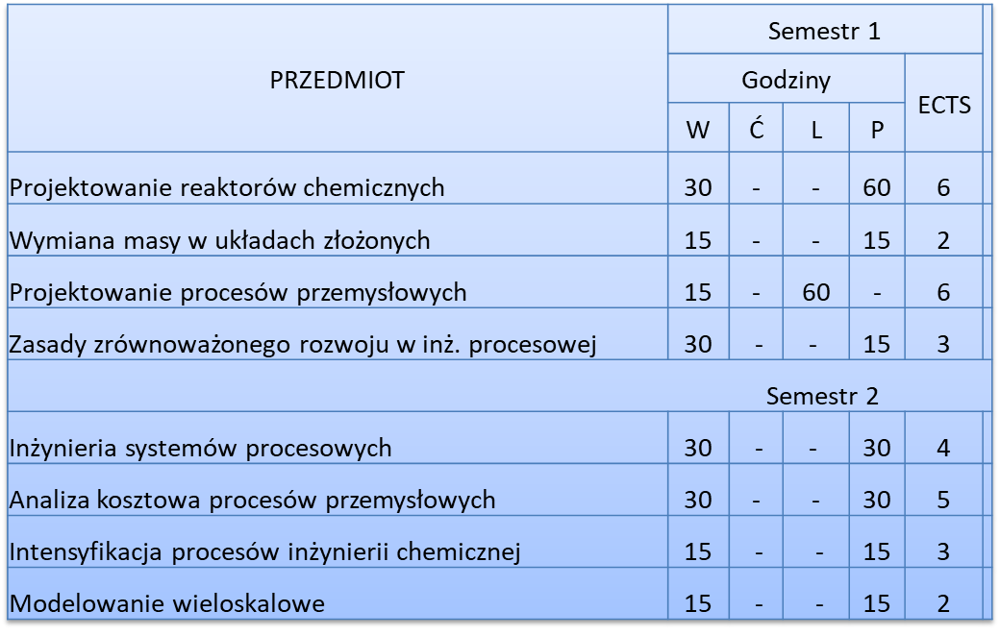 PRZEDMIOT
Semestr 1
Godziny
ECTS
W Ć L P
Projektowanie reaktorów chemicznych 30 - - 60 6
Wymiana masy w układach złożonych 15 - - 15 2
Projektowanie procesów przemysłowych 15 - 60 - 6
Zasady zrównoważonego rozwoju w inż. procesowej 30 - - 15 3
Semestr 2
Inżynieria systemów procesowych 30 - - 30 4
Analiza kosztowa procesów przemysłowych 30 - - 30 5
Intensyfikacja procesów inżynierii chemicznej 15 - - 15 3
Modelowanie wieloskalowe 15 - - 15 2